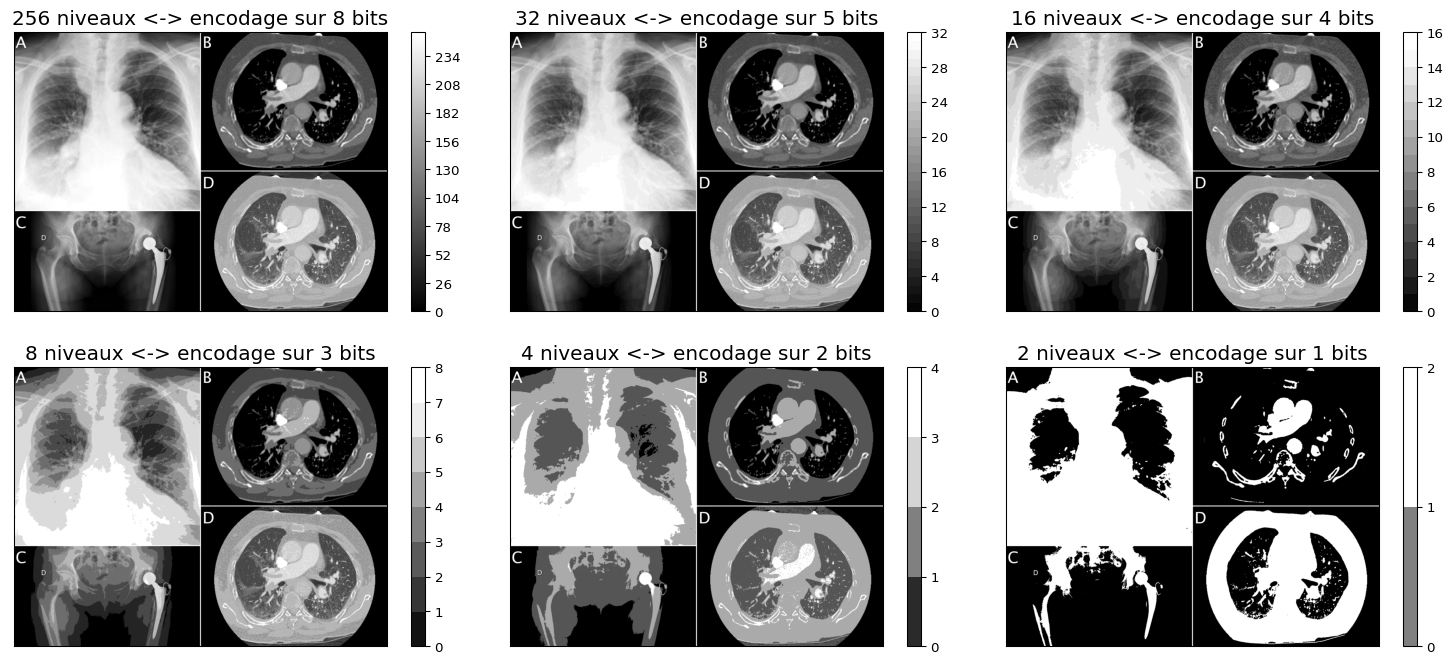 256 niveaux <-> encodage sur 8 bits
A
B
C
D
D
234
208
182
156
130
104
78
52
26
0
32 niveaux <-> encodage sur 5 bits
A
B
C
D
D
32
28
24
20
16
12
8
4
0
16 niveaux <-> encodage sur 4 bits
A
B
C
D
D
16
14
12
10
8
6
4
2
0
8 niveaux <-> encodage sur 3 bits
A
B
C
D
D
8
7
6
5
4
3
2
1
0
4 niveaux <-> encodage sur 2 bits
A
B
C
D
D
4
3
2
1
0
2 niveaux <-> encodage sur 1 bits
A
B
C
D
D
2
1
0